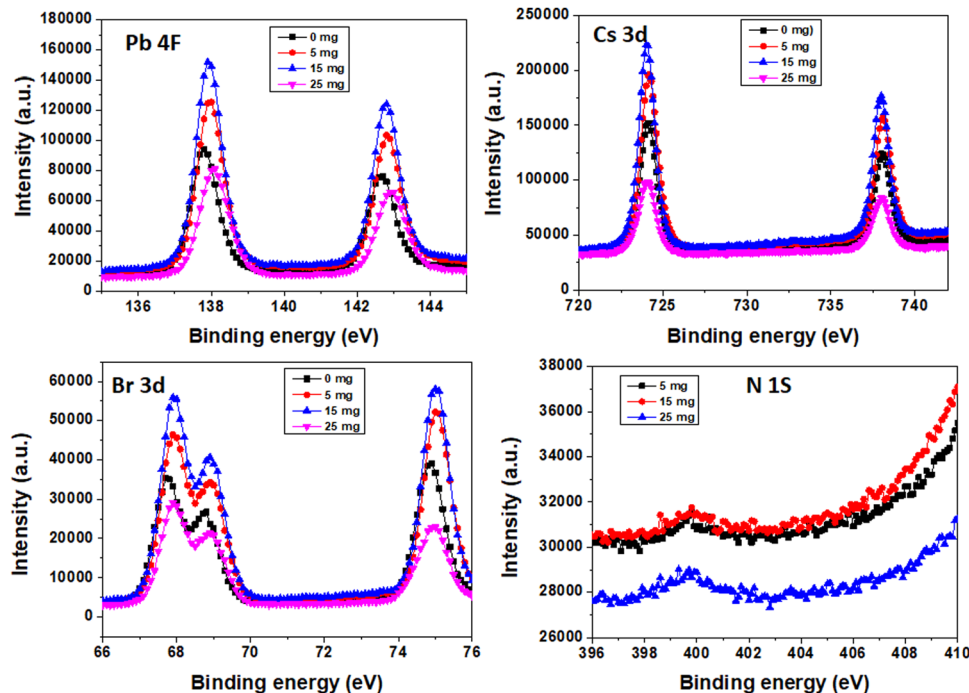 Pb 4F
0 mg
5 mg
15 mg
25 mg
180000
160000
140000
120000
100000
80000
60000
40000
20000
0
136
138
140
142
144
Intensity (a.u.)
Binding energy (eV)
Cs 3d
0 mg)
5 mg
15 mg
25 mg
250000
200000
150000
100000
50000
0
720
725
730
735
740
Intensity (a.u.)
Binding energy (eV)
Br 3d
0 mg
5 mg
15 mg
25 mg
60000
50000
40000
30000
20000
10000
0
66
68
70
72
74
76
Intensity (a.u.)
Binding energy (eV)
N 1S
5 mg
15 mg
25 mg
38000
36000
34000
32000
30000
28000
26000
396
398
400
402
404
406
408
410
Intensity (a.u.)
Binding energy (eV)